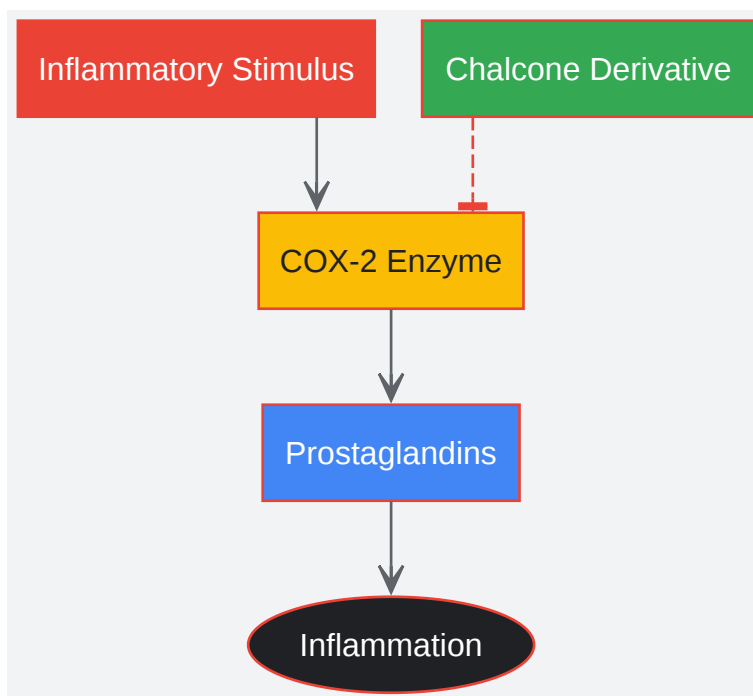 Inflammatory Stimulus
Chalcone Derivative
COX-2 Enzyme
Prostaglandins
Inflammation